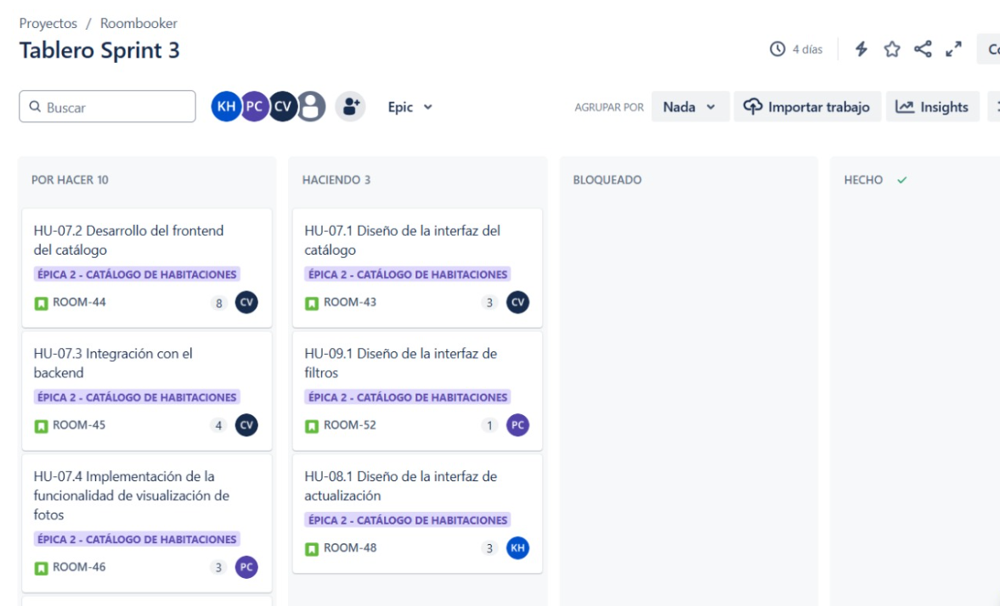 Proyectos / Roombooker
Tablero Sprint 3
4 días
Buscar
KH PC CV
Epic
AGRUPAR POR
Nada
Importar trabajo
Insights
POR HACER 10
HU-07.2 Desarrollo del frontend
del catálogo
ÉPICA 2 - CATÁLOGO DE HABITACIONES
ROOM-44 8 CV
HU-07.3 Integración con el
backend
ÉPICA 2 - CATÁLOGO DE HABITACIONES
ROOM-45 4 CV
HU-07.4 Implementación de la
funcionalidad de visualización de
fotos
ÉPICA 2 - CATÁLOGO DE HABITACIONES
ROOM-46 3 PC
HACIENDO 3
HU-07.1 Diseño de la interfaz del
catálogo
ÉPICA 2 - CATÁLOGO DE HABITACIONES
ROOM-43 3 CV
HU-09.1 Diseño de la interfaz de
filtros
ÉPICA 2 - CATÁLOGO DE HABITACIONES
ROOM-52 1 PC
HU-08.1 Diseño de la interfaz de
actualización
ÉPICA 2 - CATÁLOGO DE HABITACIONES
ROOM-48 3 KH
BLOQUEADO
HECHO